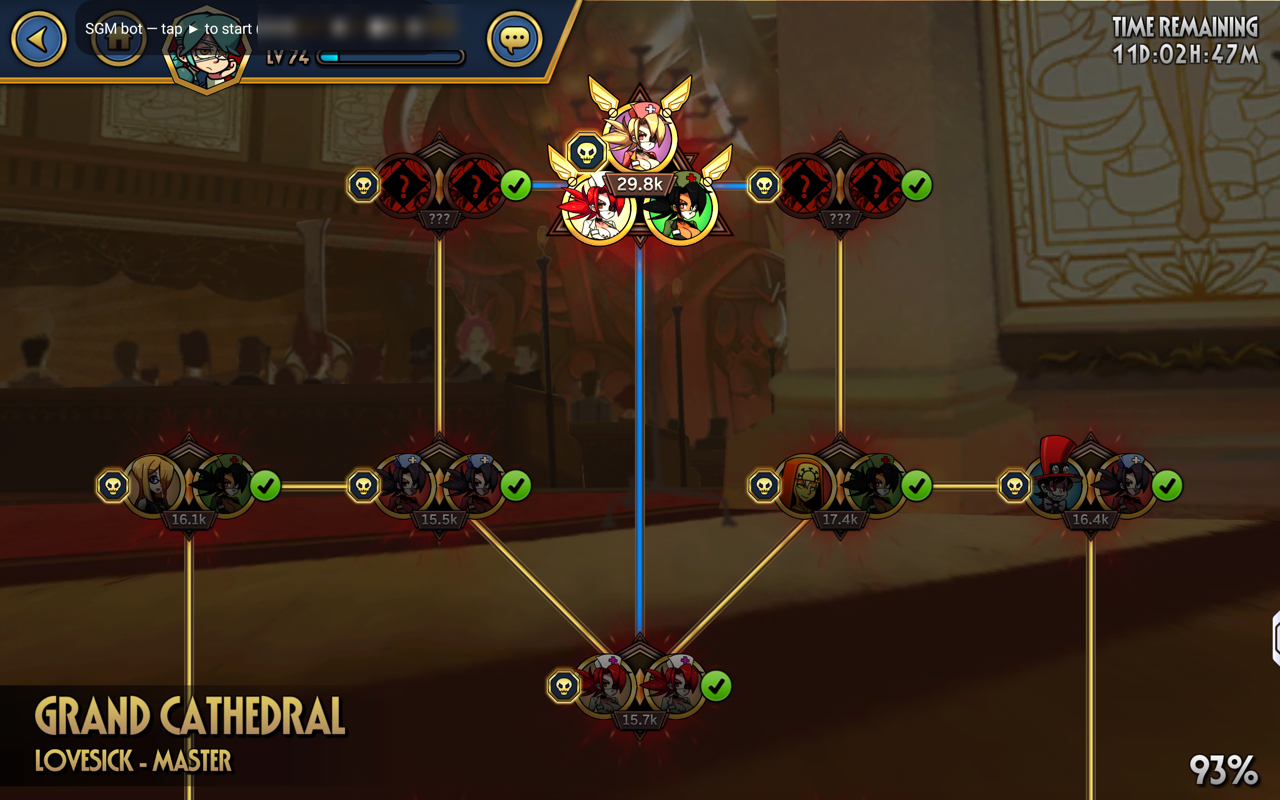 SGM bot — tap ► to start (
LV 74
TIME REMAINING
11D:02H:47M
29.8k
? ?
???
? ?
???
16.1k
15.5k
17.4k
16.4k
15.7k
GRAND CATHEDRAL
LOVESICK - MASTER
93%